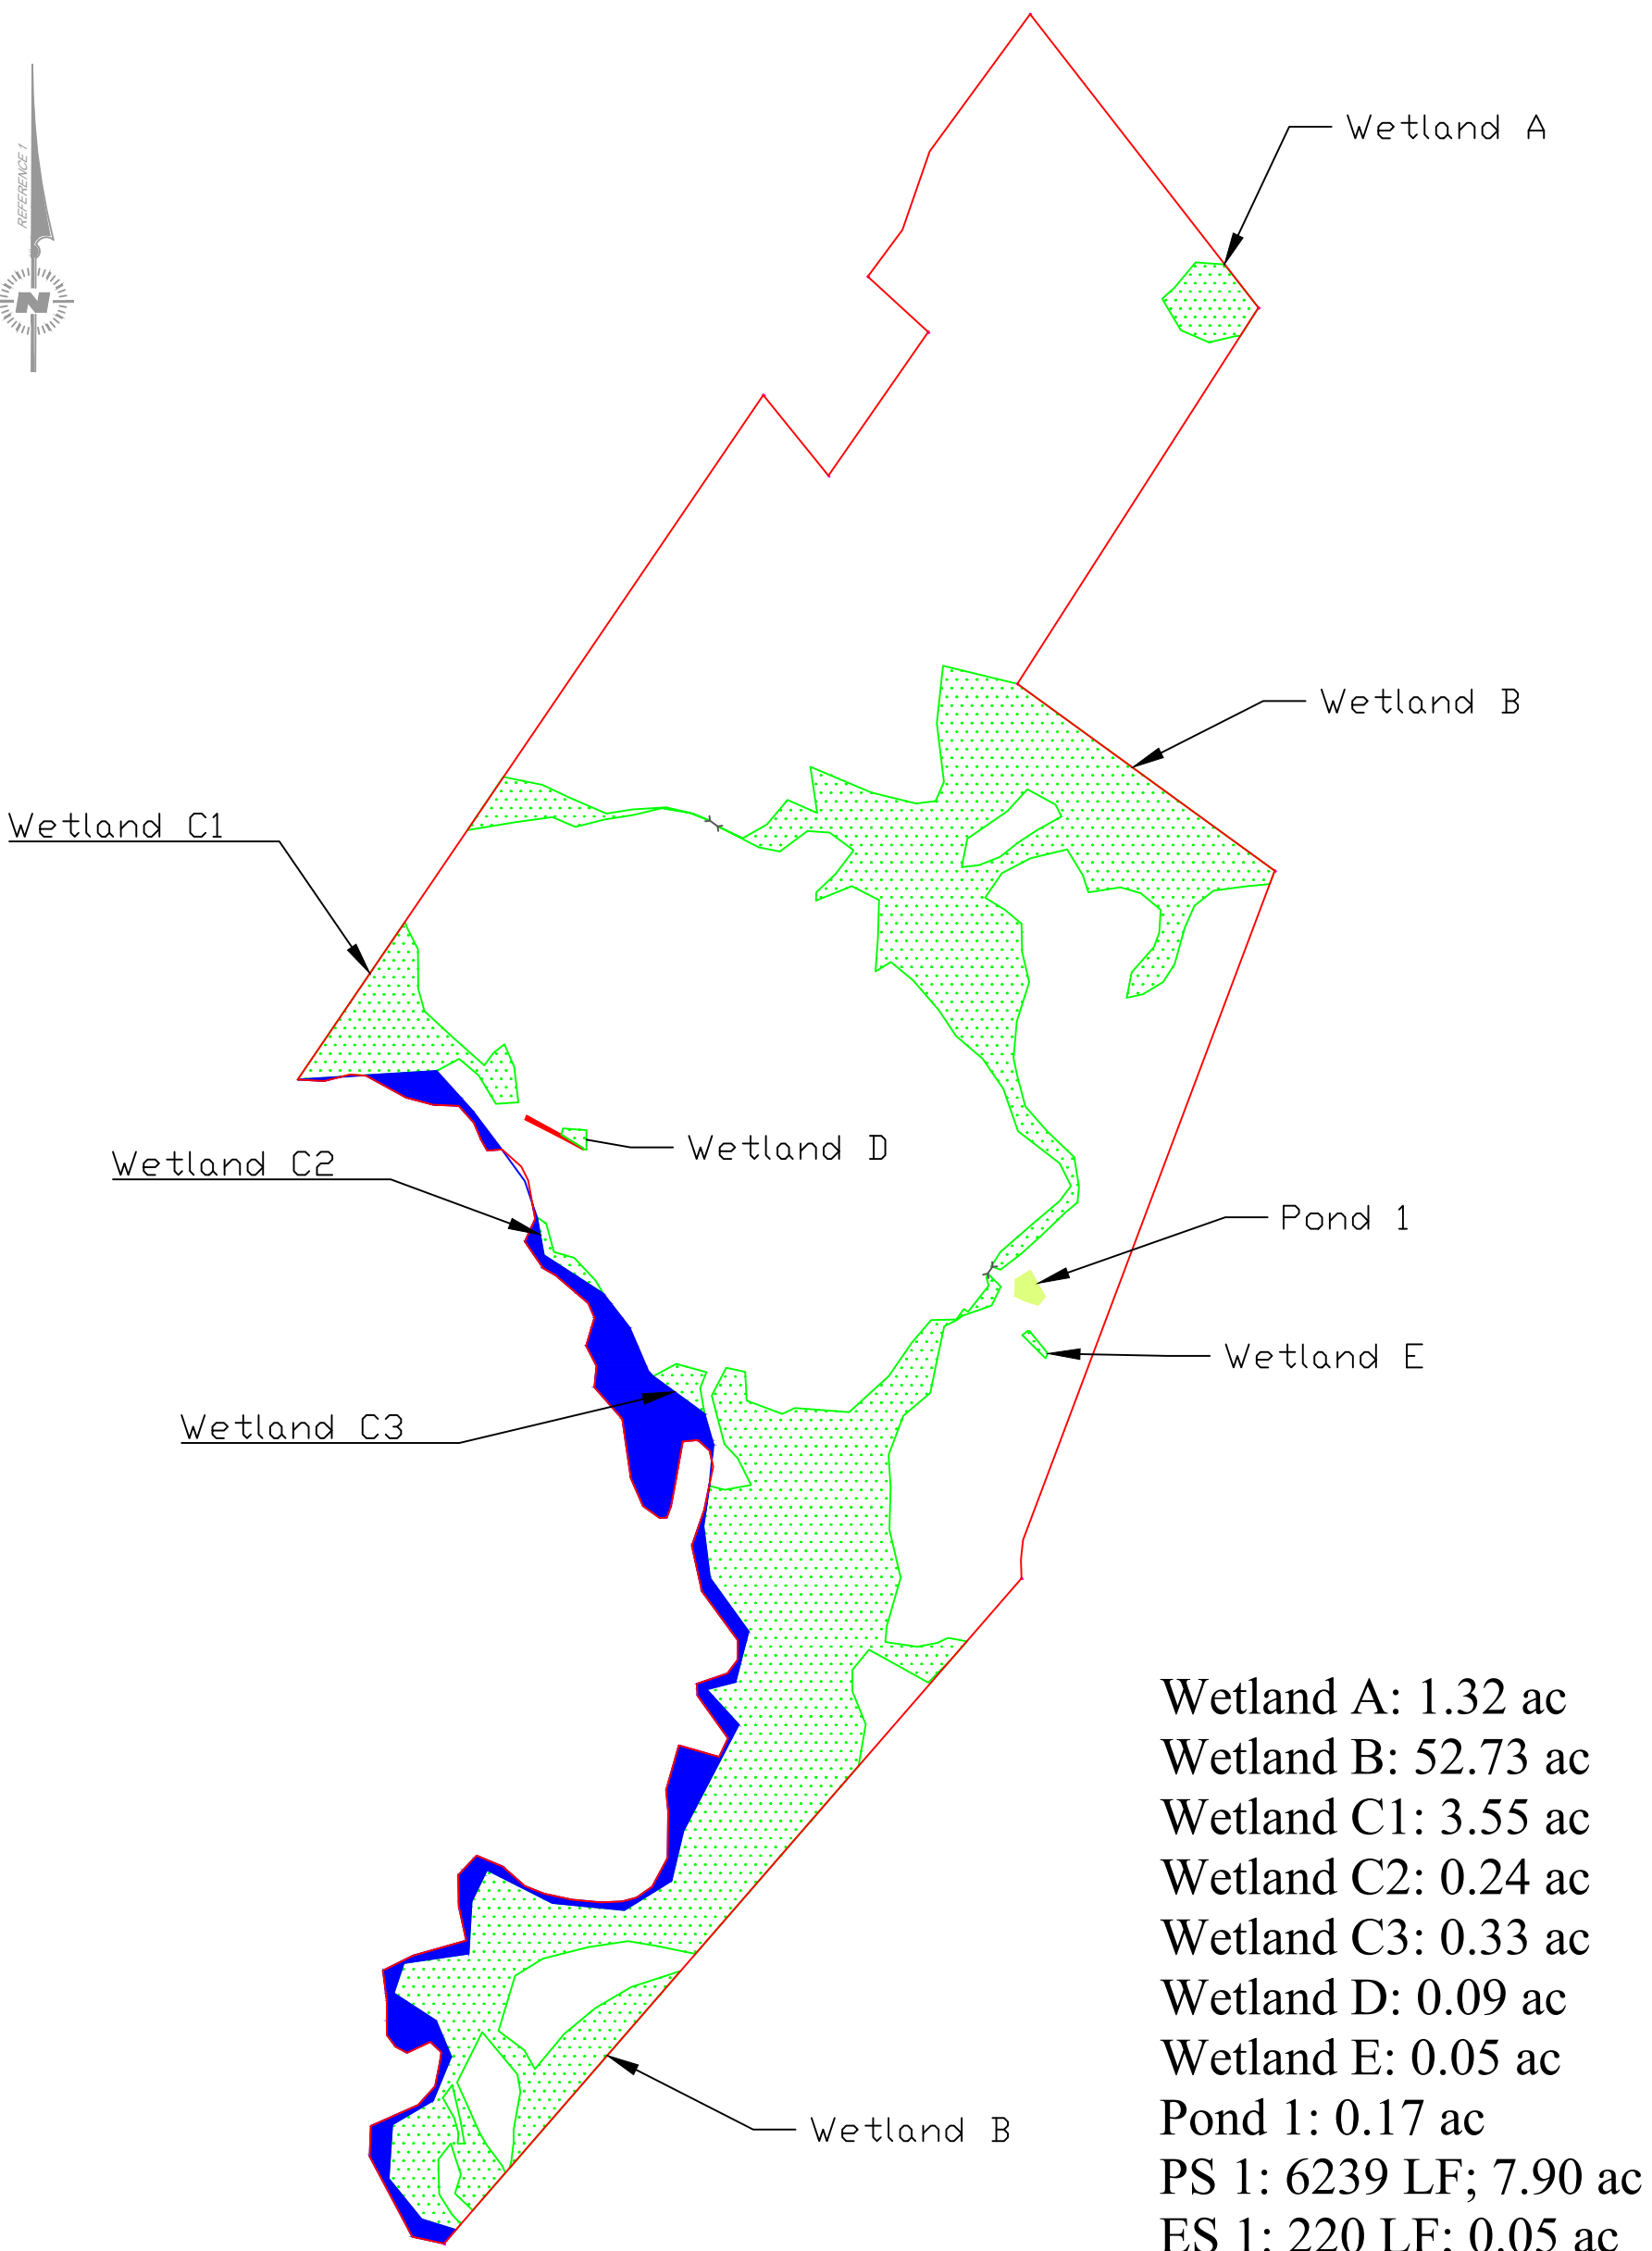 Wetland A
REFERENCE 1
N
Wetland B
Wetland C1
Wetland D
Wetland C2
Pond 1
Wetland E
Wetland C3
Wetland A: 1.32 ac
Wetland B: 52.73 ac
Wetland C1: 3.55 ac
Wetland C2: 0.24 ac
Wetland C3: 0.33 ac
Wetland D: 0.09 ac
Wetland E: 0.05 ac
Pond 1: 0.17 ac
Wetland B
PS 1: 6239 LF; 7.90 ac
ES 1: 220 LF; 0.05 ac